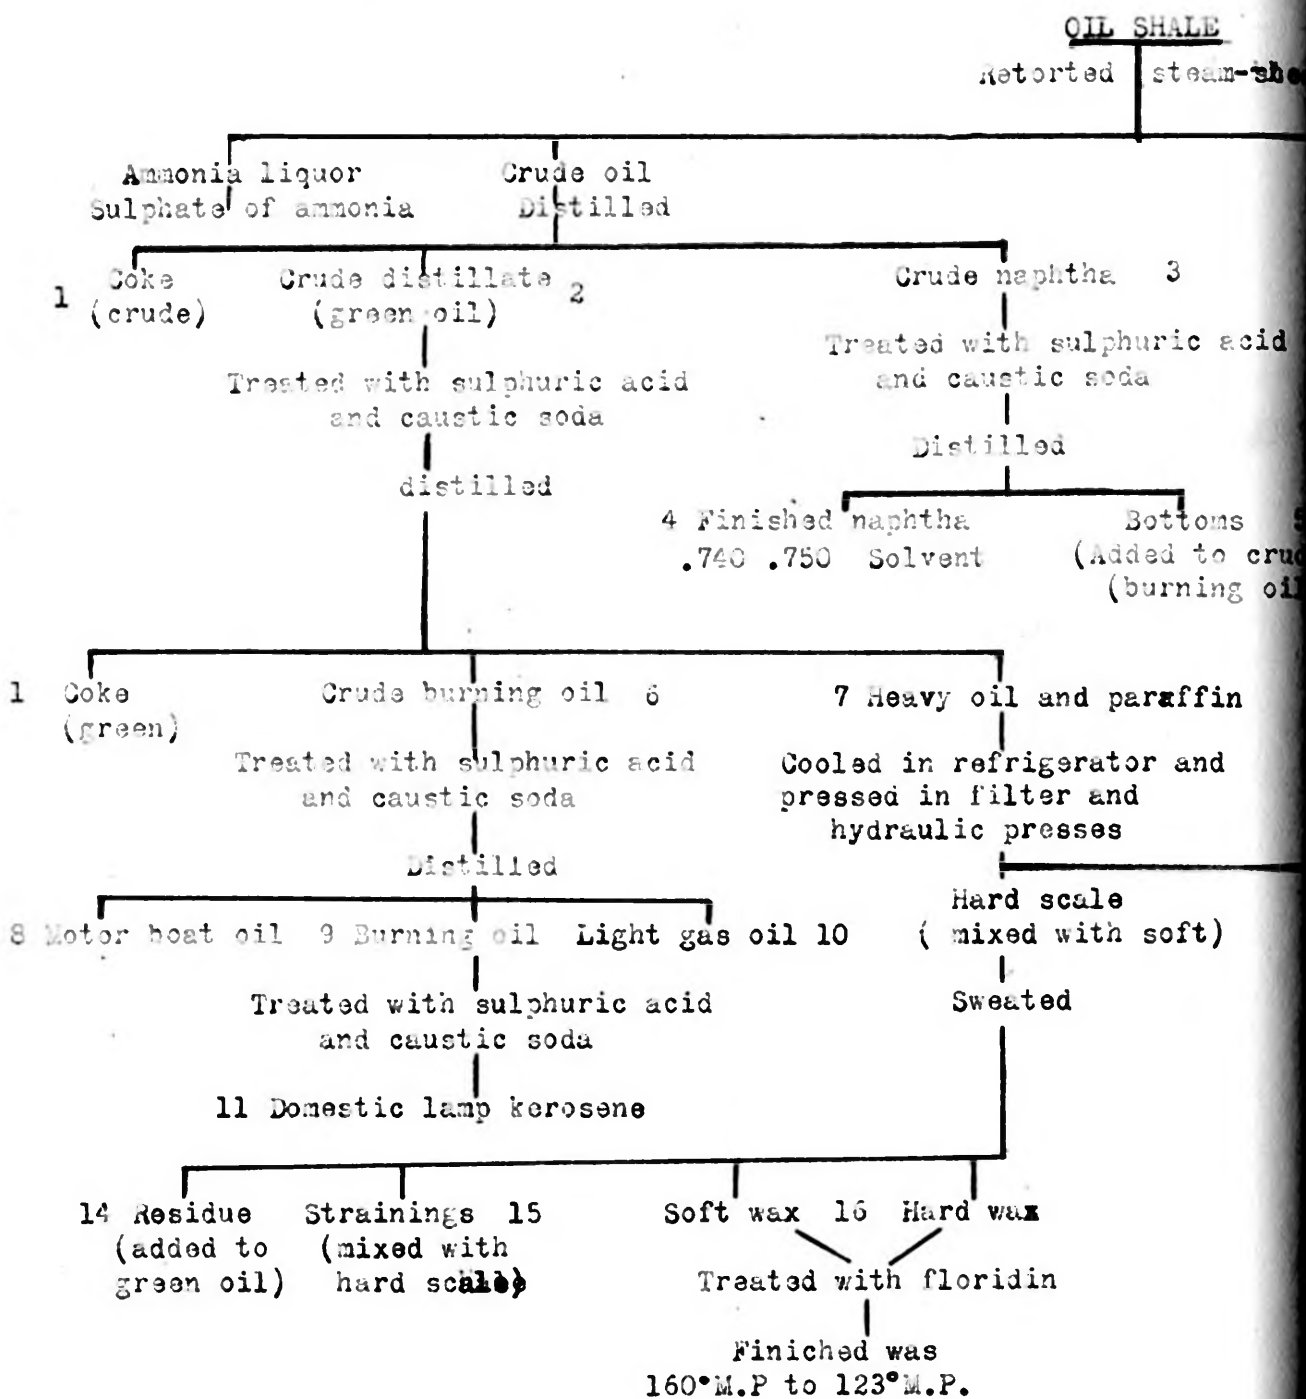 OIL SHALE
Retorted steam-
Ammonia liquor Crude oil
Sulphate of ammonia Distilled
Coke Crude distillate Crude naphtha 3
1 (crude) (green oil) 2
Treated with sulphuric acid
and caustic soda
Treated with sulphuric acid
and caustic soda
Distilled
distilled
4 Finished naphtha Bottoms 5
.740 .750 Solvent (Added to crud
(burning oil
1 Coke Crude burning oil 6 7 Heavy oil and paraffin
(green)
Treated with sulphuric acid Cooled in refrigerator and
and caustic soda pressed in filter and
hydraulic presses
Distilled
Hard scale
8 Motor boat oil 9 Burning oil Light gas oil 10 ( mixed with soft)
Treated with sulphuric acid Sweated
and caustic soda
11 Domestic lamp kerosene
14 Residue Strainings 15 Soft wax 16 Hard wax
(added to (mixed with
green oil) hard scale)
Treated with floridin
Finiched was
160°M.P to 123°M.P.